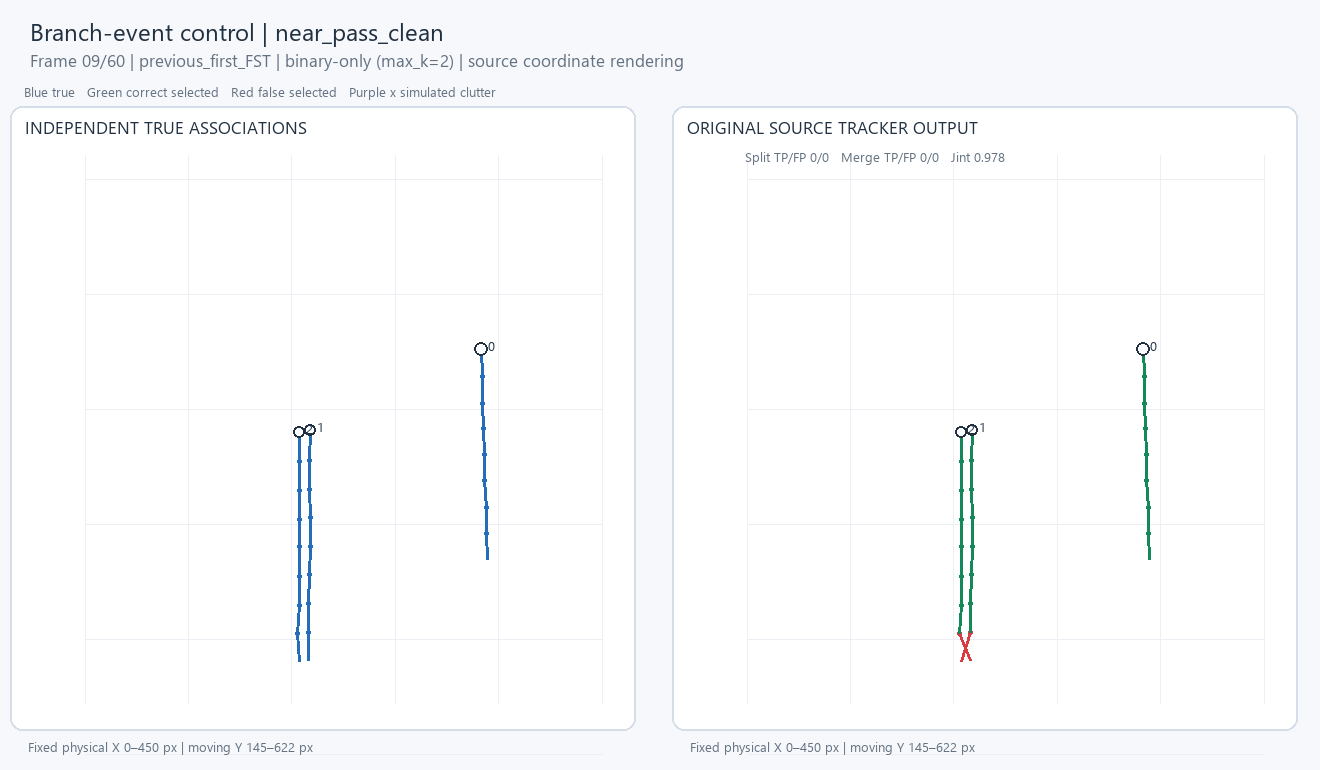 Branch-event control | near_pass_clean
Frame 09/60 | previous_first_FST | binary-only (max_k=2) | source coordinate rendering
Blue true Green correct selected Red false selected Purple x simulated clutter
INDEPENDENT TRUE ASSOCIATIONS
0
2 1
Fixed physical X 0–450 px | moving Y 145–622 px
ORIGINAL SOURCE TRACKER OUTPUT
Split TP/FP 0/0 Merge TP/FP 0/0 Jint 0.978
0
2 1
Fixed physical X 0–450 px | moving Y 145–622 px